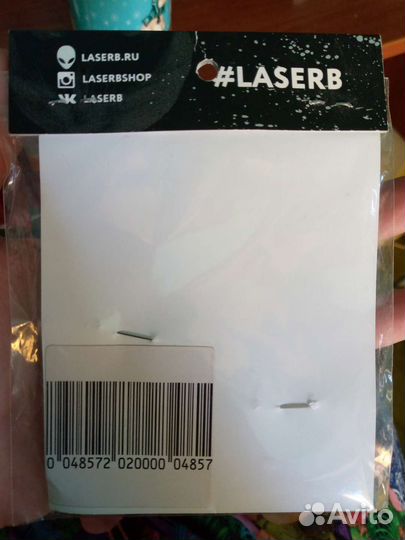 LASERB.RU
LASERBSHOP
LASERB
#LASERB
0 048572 020000 04857
Avito